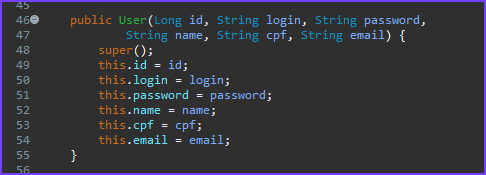 45
46 public User(Long id, String login, String password,
47 String name, String cpf, String email) {
48 super();
49 this.id = id;
50 this.login = login;
51 this.password = password;
52 this.name = name;
53 this.cpf = cpf;
54 this.email = email;
55 }
56